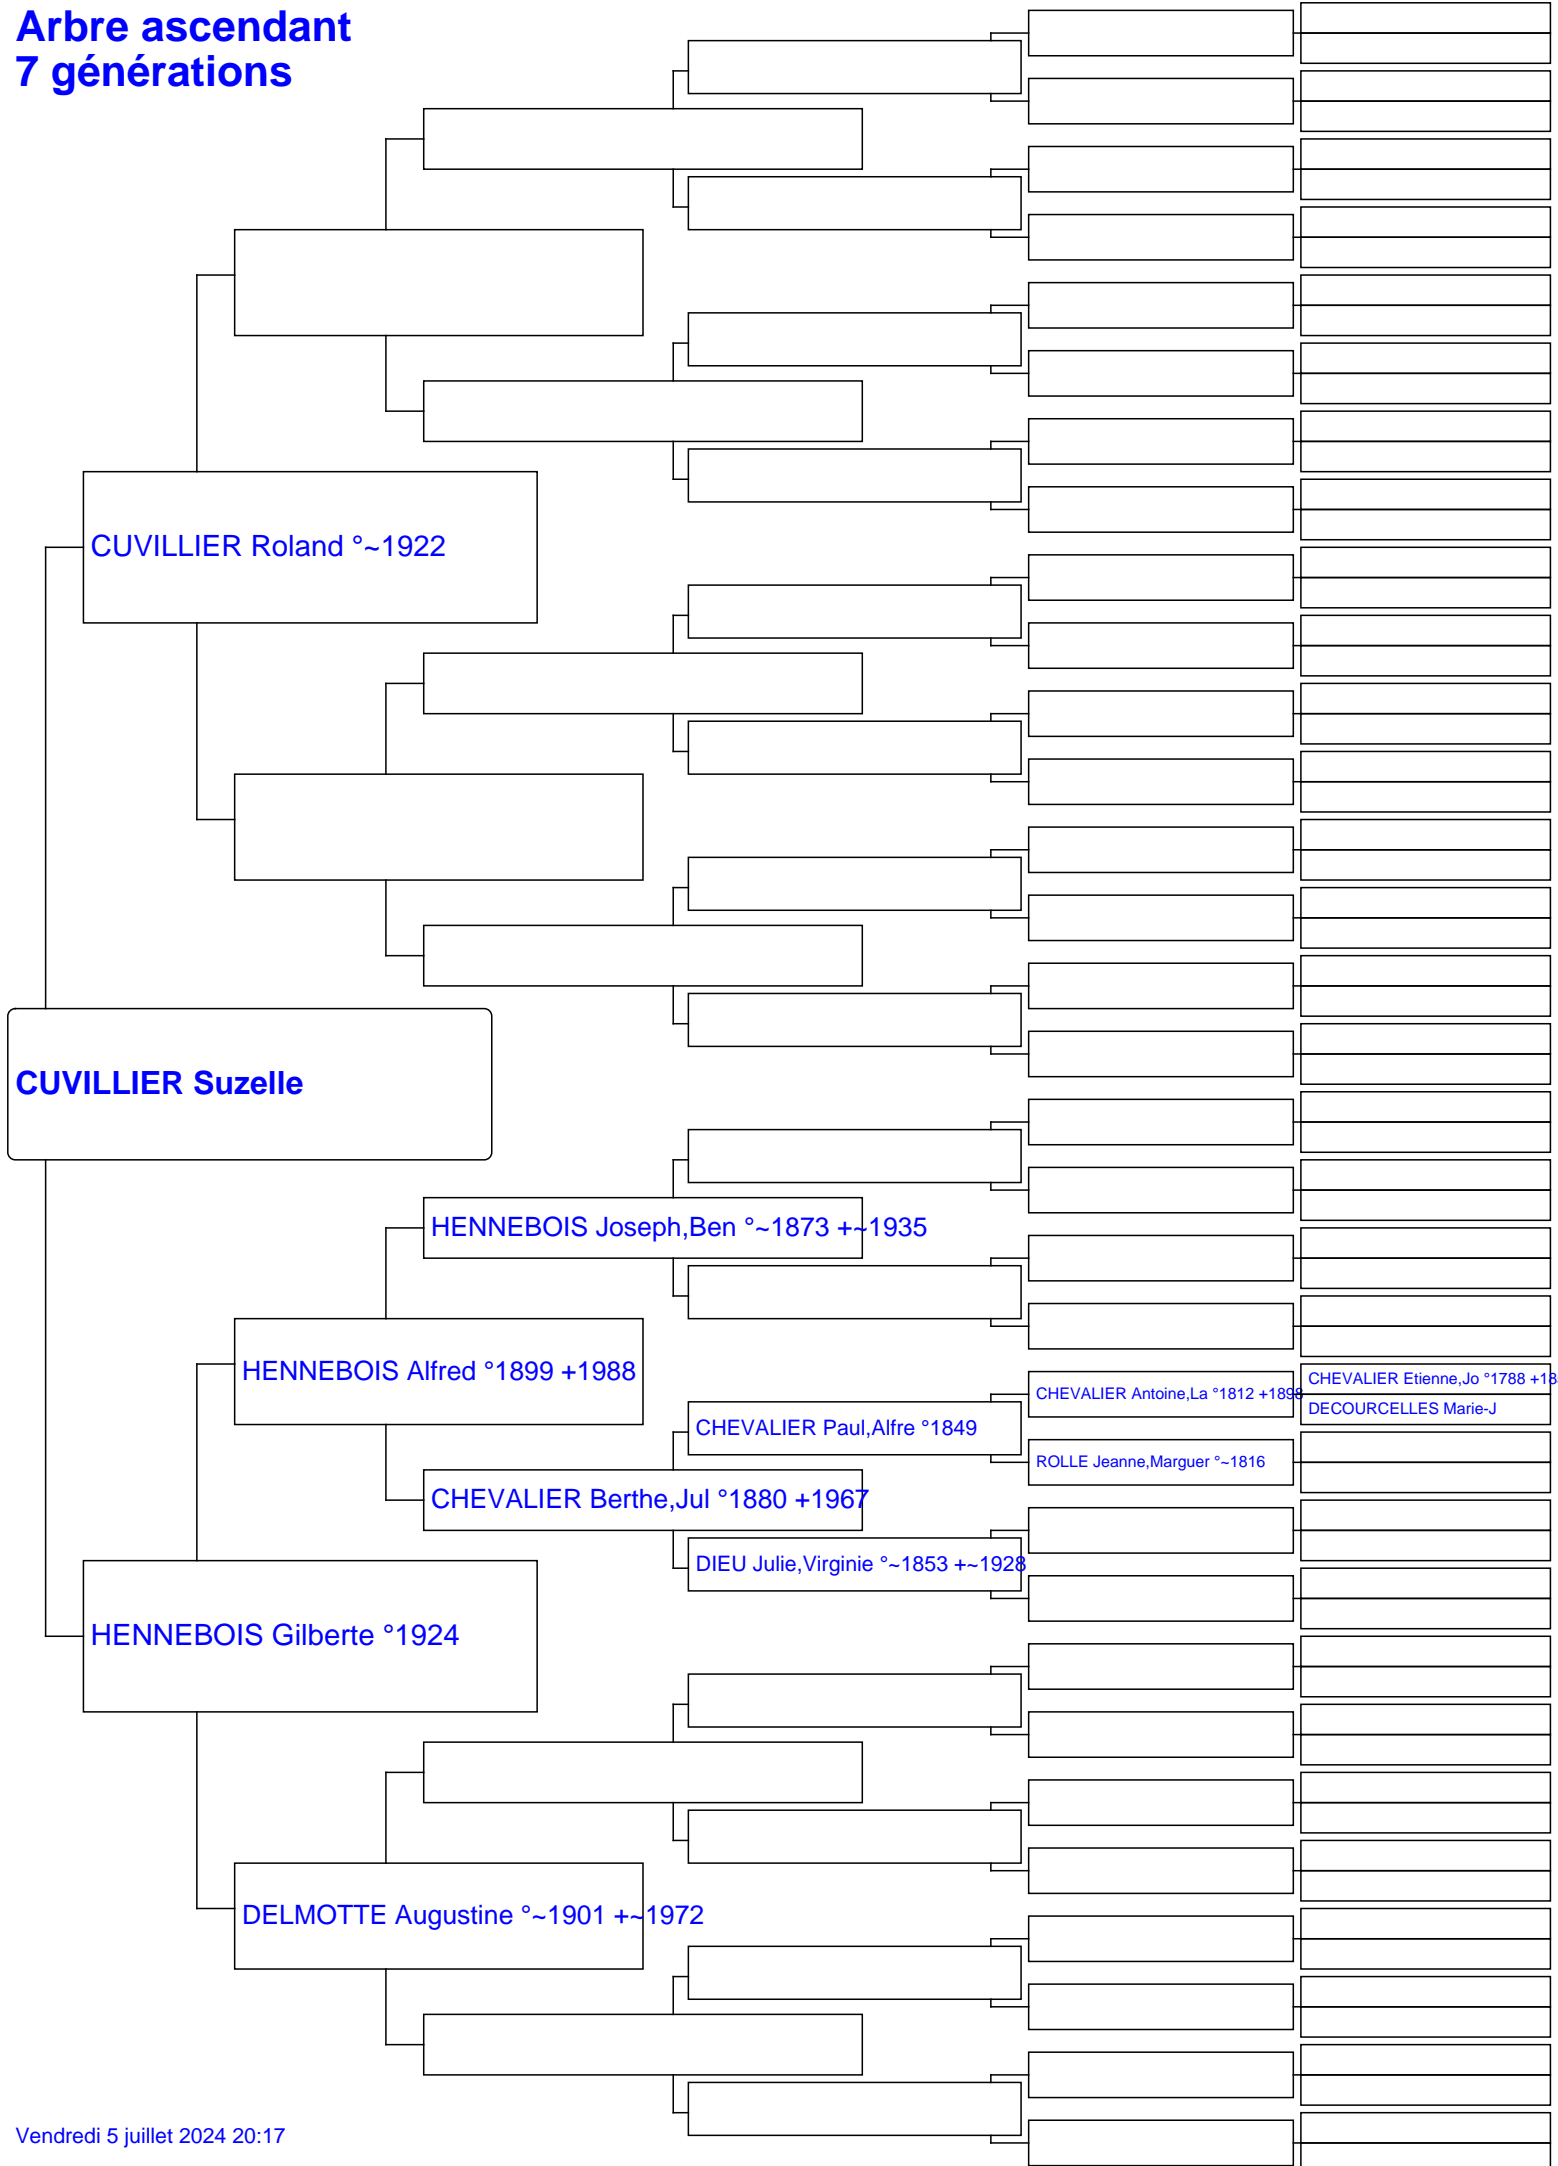 Arbre ascendant
7 générations
CUVILLIER Roland °~1922
CUVILLIER Suzelle
HENNEBOIS Joseph,Ben °~1873 +~1935
HENNEBOIS Alfred °1899 +1988
CHEVALIER Etienne,Jo °1788 +18
CHEVALIER Antoine,La °1812 +1898
DECOURCELLES Marie-J
CHEVALIER Paul,Alfre °1849
ROLLE Jeanne,Marguer °~1816
CHEVALIER Berthe,Jul °1880 +1967
DIEU Julie,Virginie °~1853 +~1928
HENNEBOIS Gilberte °1924
DELMOTTE Augustine °~1901 +~1972
Vendredi 5 juillet 2024 20:17